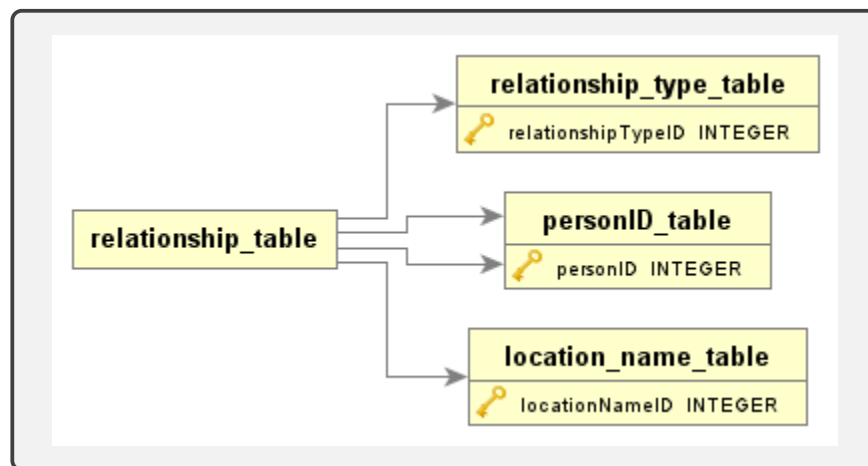 relationship_type_table
relationshipTypeID INTEGER
relationship_table
personID_table
personID INTEGER
location_name_table
locationNameID INTEGER